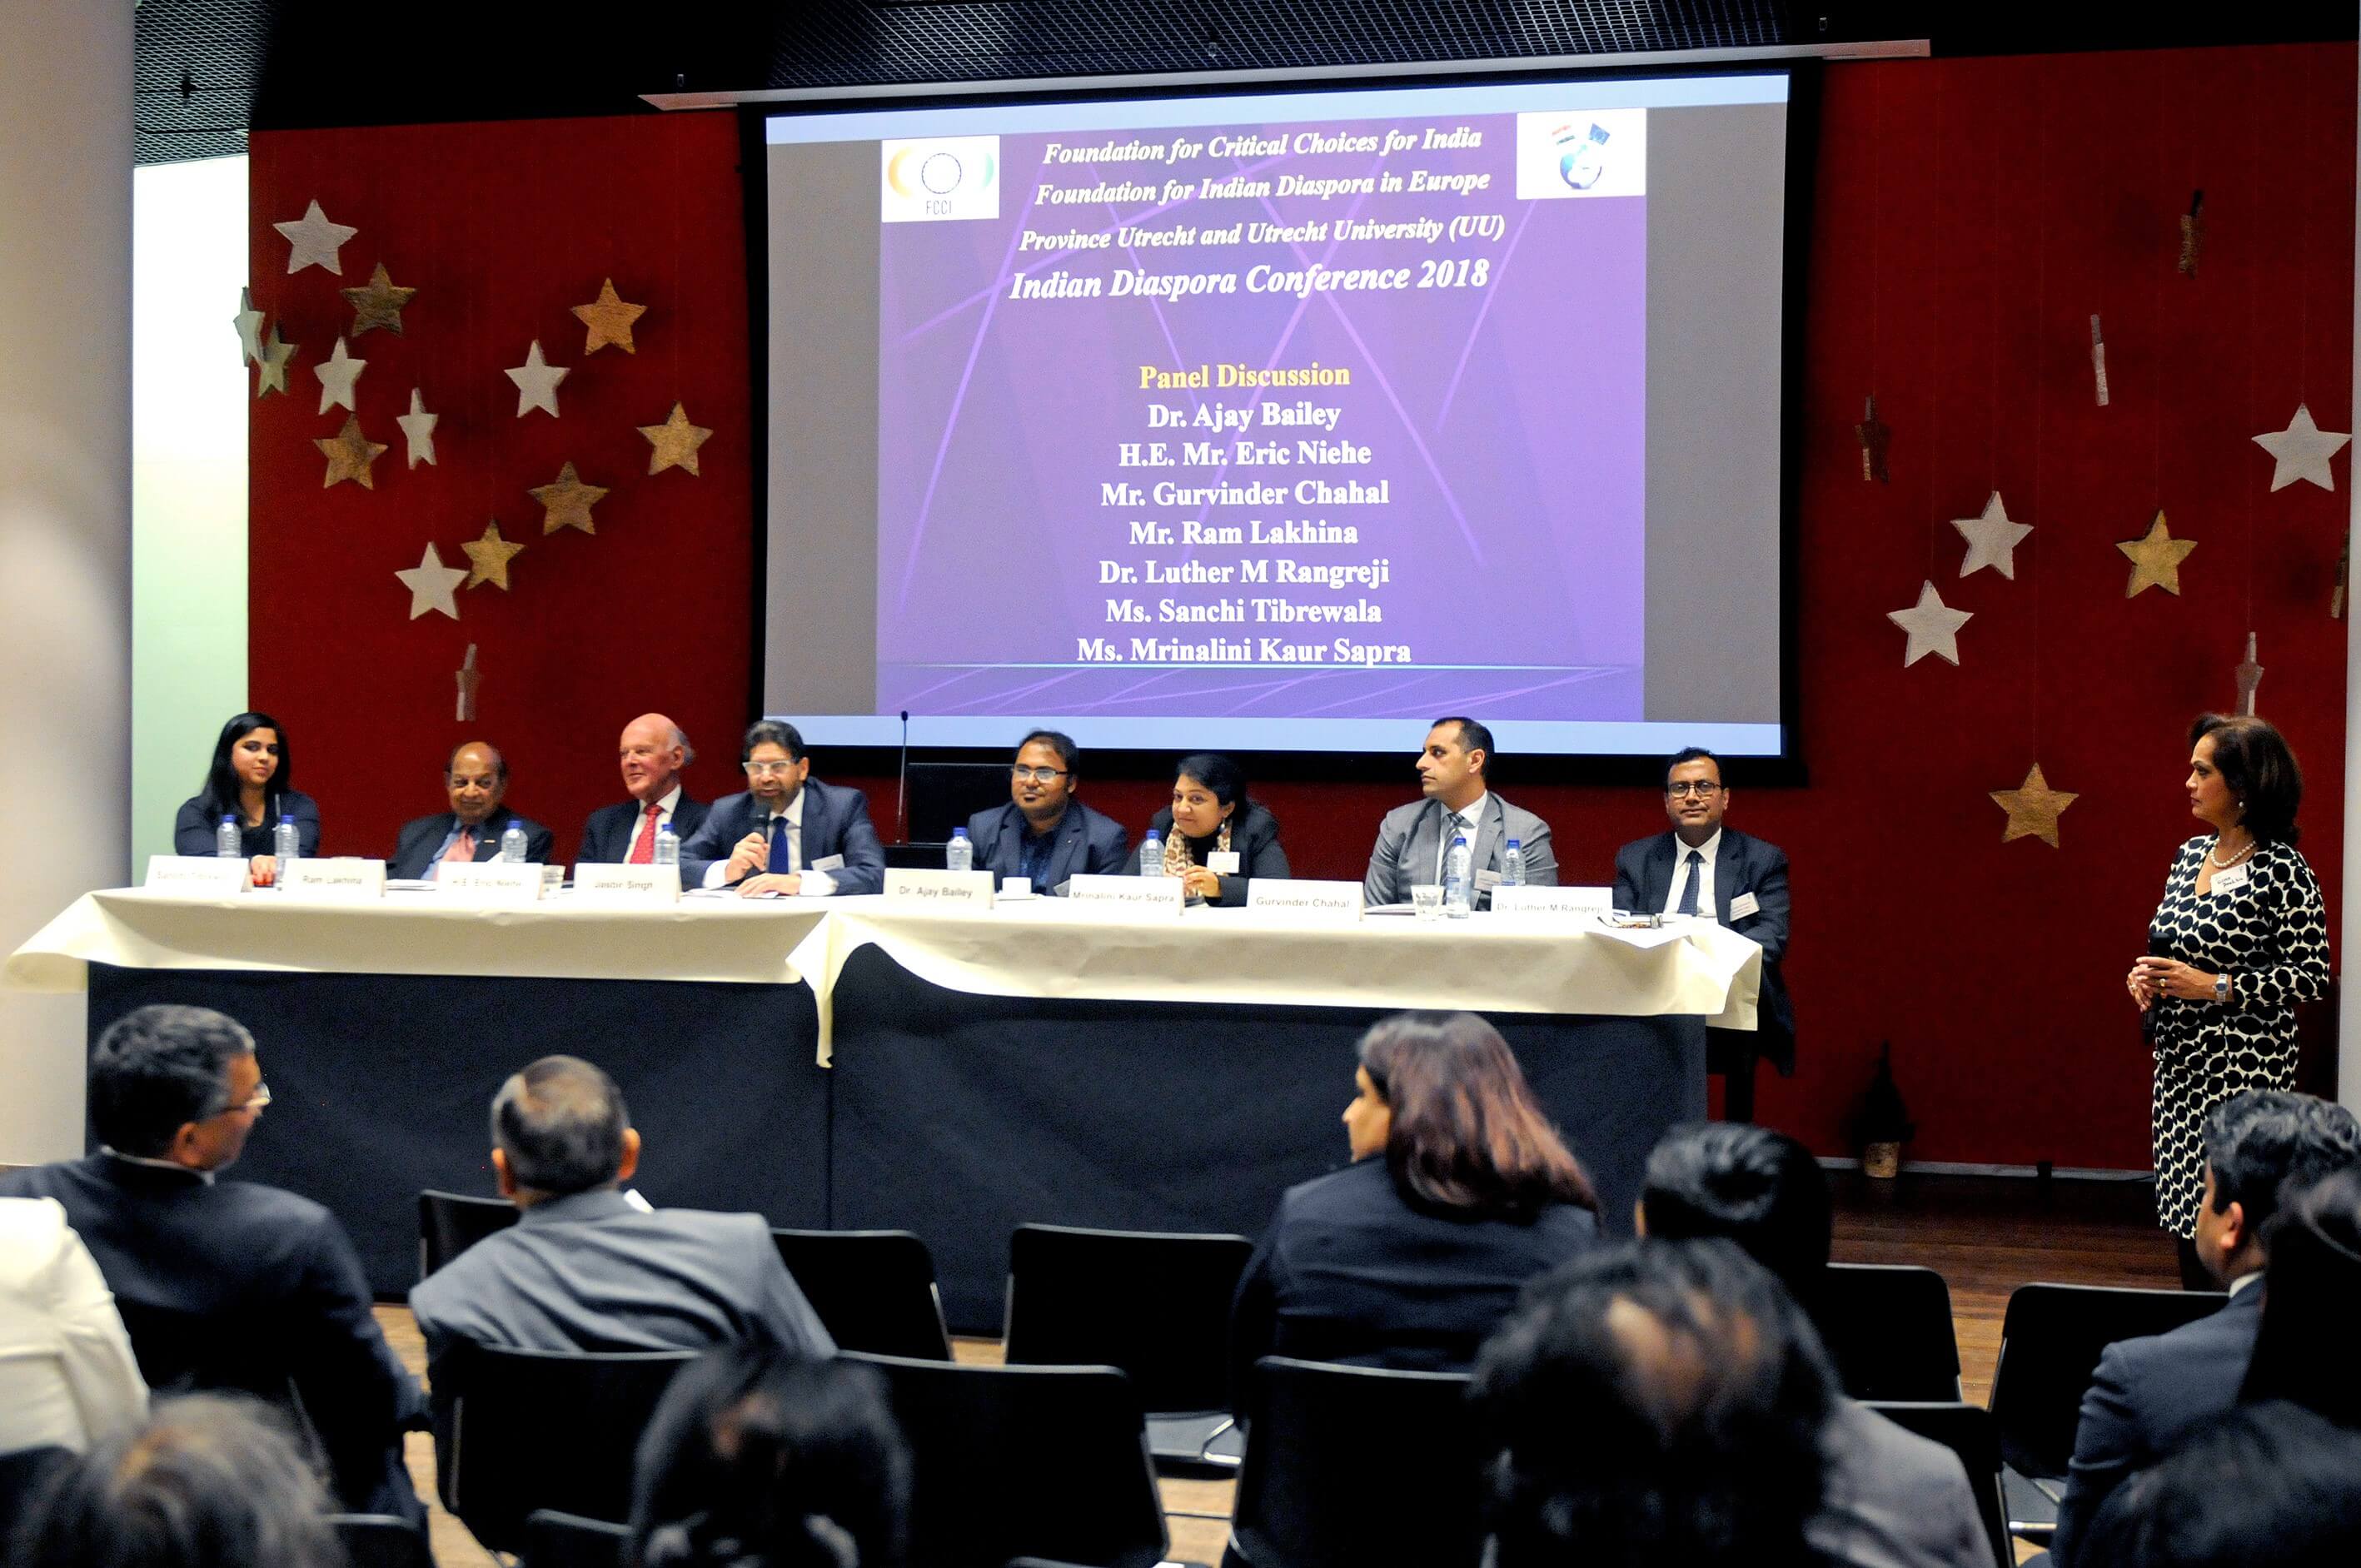 Foundation for Critical Choices for India
Foundation for Indian Diaspora in Europe
Province Utrecht and Utrecht University (UU)
Indian Diaspora Conference 2018
FCCI
Panel Discussion
Dr. Ajay Bailey
H.E. Mr. Eric Niehe
Mr. Gurvinder Chahal
Mr. Ram Lakhina
Dr. Luther M Rangreji
Ms. Sanchi Tibrewala
Ms. Mrinalini Kaur Sapra
Ram Lakhina
H.E. Eric Niehe
Jasbir Singh
Dr. Ajay Bailey
Mrinalini Kaur Sapra
Gurvinder Chahal
Dr. Luther M Rangreji